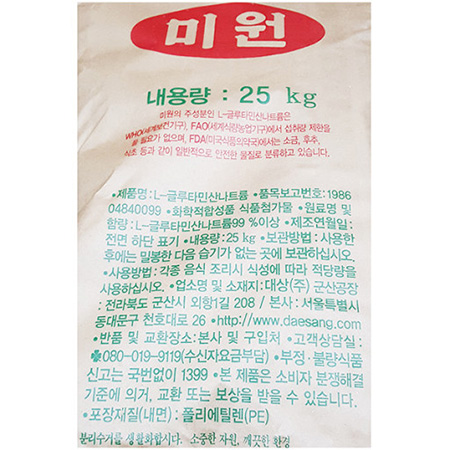 미원
내용량 : 25 kg
미원의 주성분인 L-글루타민산나트륨은
WHO(세계보건기구), FAO(세계식량농업기구)에서 섭취량 제한을
둘 필요가 없으며, FDA(미국식품의약국)에서는 소금, 후추,
식초 등과 같이 일반적으로 안전한 물질로 분류하고 있습니다.
•제품명: L-글루타민산나트륨 •품목보고번호: 1986
04840099 •화학적합성품 식품첨가물 •원료명 및
함량: L-글루타민산나트륨99 %이상 •제조연월일:
전면 하단 표기 •내용량:25 kg •보관방법: 사용한
후에는 밀봉한 다음 습기가 없는 곳에 보관하십시오.
•사용방법: 각종 음식 조리시 식성에 따라 적당량을
사용하십시오. •업소명 및 소재지: 대상(주) 군산공장
: 전라북도 군산시 외항1길 208 / 본사: 서울특별시
동대문구 천호대로 26 •http://www.daesang.com
•반품 및 교환장소: 본사 및 구입처 •고객상담실:
080-019-9119(수신자요금부담) •부정·불량식품
신고는 국번없이 1399 •본 제품은 소비자 분쟁해결
기준에 의거, 교환 또는 보상을 받을 수 있습니다.
•포장재질(내면) : 폴리에틸렌(PE)
분리수거를 생활화합시다. 소중한 자원, 깨끗한 환경